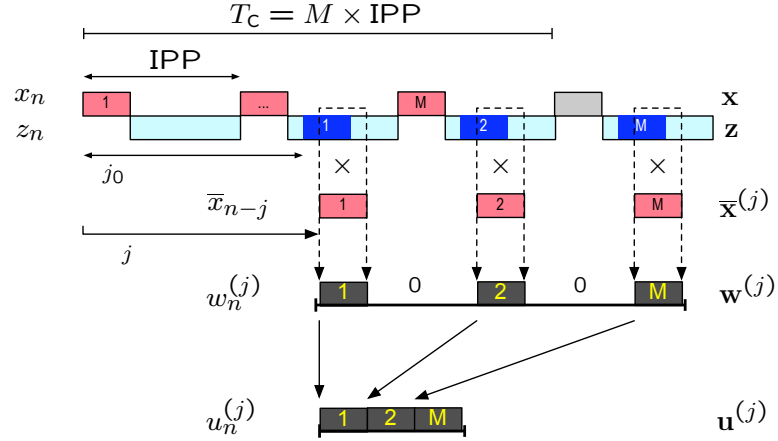 T_C = M × IPP
IPP
x_n 1 ... M 𝐱
z_n 1 2 M 𝐳
j_0 × × ×
x̅_{n−j} 1 2 M 𝐱̅^{(j)}
j
w_n^{(j)} 1 0 2 0 M 𝐰^{(j)}
u_n^{(j)} 1 2 M 𝐮^{(j)}